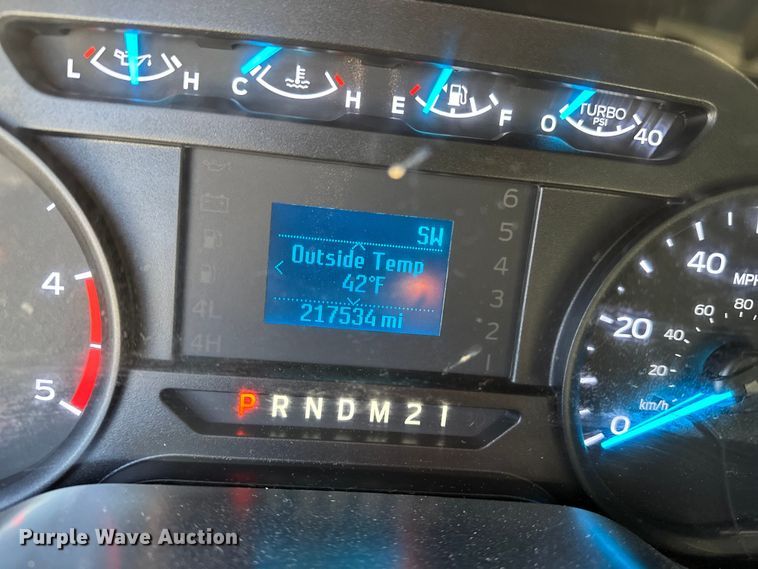 L H C H E F 0 TURBO PSI 40
SW
Outside Temp
42°F
217534 mi
6
5
4
3
2
1
4L
4H
4
5
P R N D M 2 1
40 MPH
60 80
20 40
20
0 km/h
Purple Wave Auction